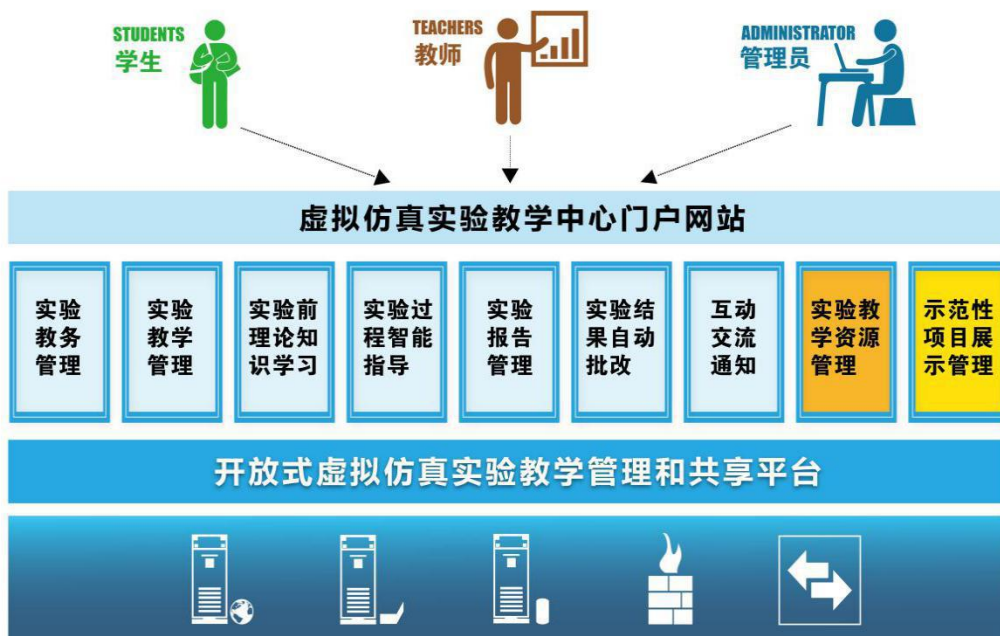 STUDENTS
学生
TEACHERS
教师
ADMINISTRATOR
管理员
虚拟仿真实验教学中心门户网站
实验
教务
管理
实验
教学
管理
实验前
理论知
识学习
实验过
程智能
指导
实验
报告
管理
实验结
果自动
批改
互动
交流
通知
实验教
学资源
管理
示范性
项目展
示管理
开放式虚拟仿真实验教学管理和共享平台